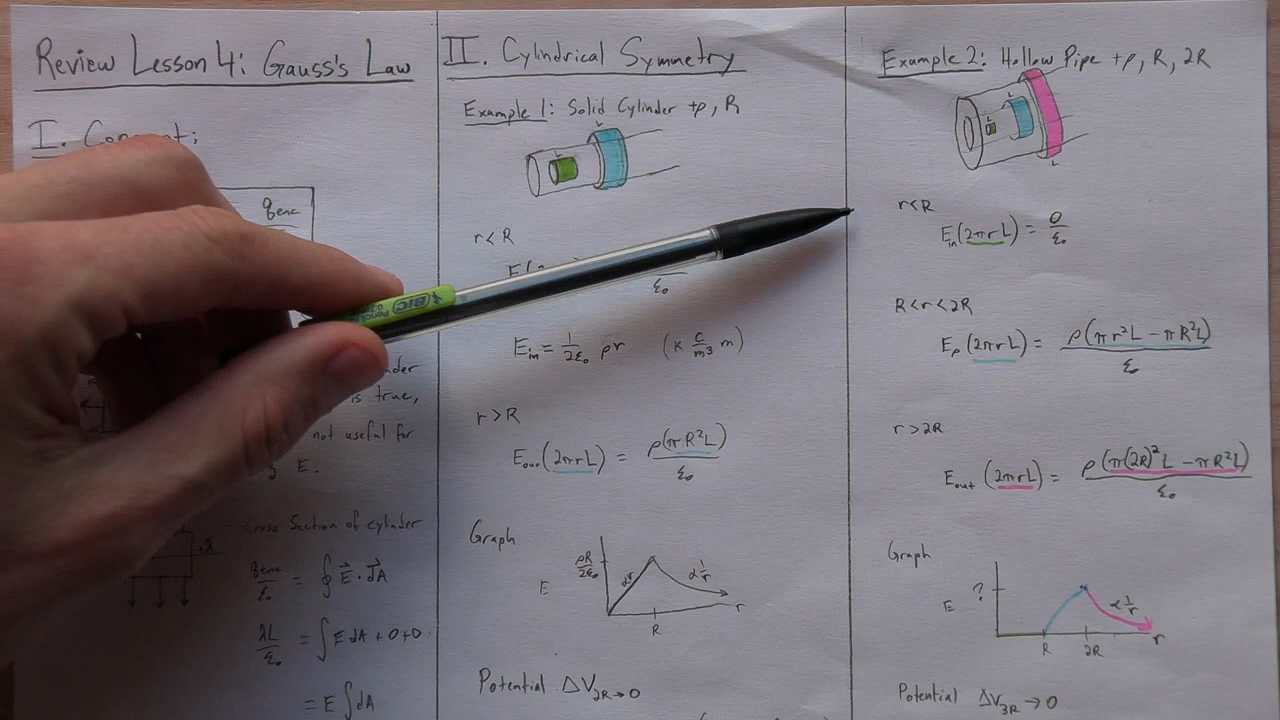 Review Lesson 4: Gauss's Law
I. Concept:
qenc
is true,
not useful for
E.
Cross-Section of cylinder
+λ
qenc/ε₀ = ∮ E⃗ · dA⃗
λL/ε₀ = ∫ E dA + 0 + 0
= E ∫ dA
II. Cylindrical Symmetry
Example 1: Solid Cylinder +ρ, R
L
L
r < R
ε₀
BIC
E_in = 1/2ε₀ ρr (K C/m³ m)
r > R
E_out (2πrL) = ρ(πR²L)/ε₀
Graph
ρR/2ε₀
E
αr
α 1/r
R
r
Potential ΔV_2R→0
Example 2: Hollow Pipe +ρ, R, 2R
L
L
r < R
E_in (2πrL) = 0/ε₀
R < r < 2R
E_ρ (2πrL) = ρ(πr²L − πR²L)/ε₀
r > 2R
E_out (2πrL) = ρ(π(2R)²L − πR²L)/ε₀
Graph
?
E
α 1/r
R
2R
r
Potential ΔV_3R→0